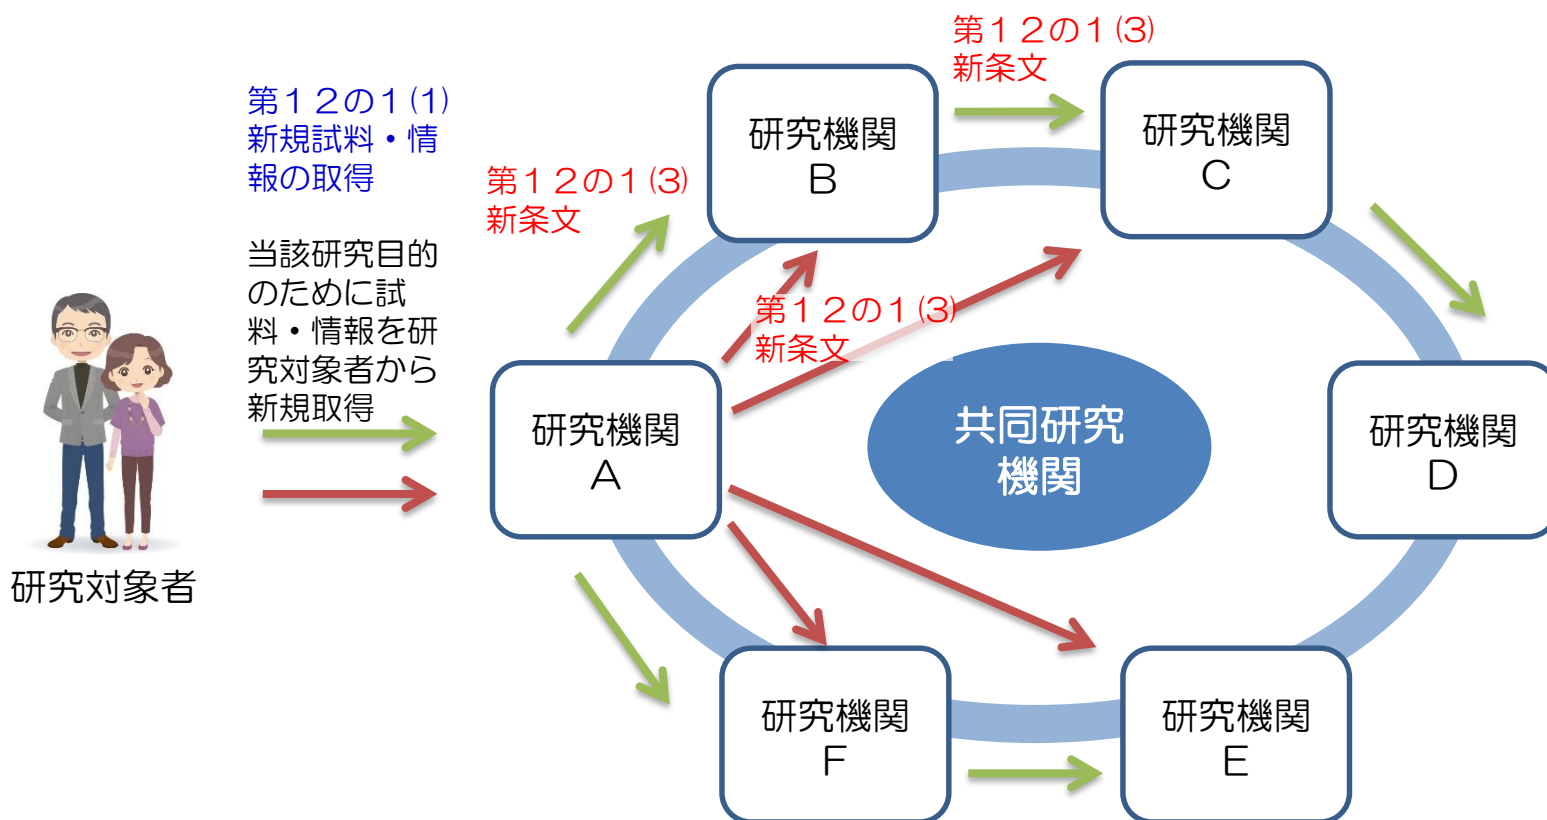 第１２の１(1)
新規試料・情
報の取得
当該研究目的
のために試
料・情報を研
究対象者から
新規取得
研究対象者
第１２の１(3)
新条文
第１２の１(3)
新条文
第１２の１(3)
新条文
研究機関
B
研究機関
C
研究機関
A
共同研究
機関
研究機関
D
研究機関
F
研究機関
E